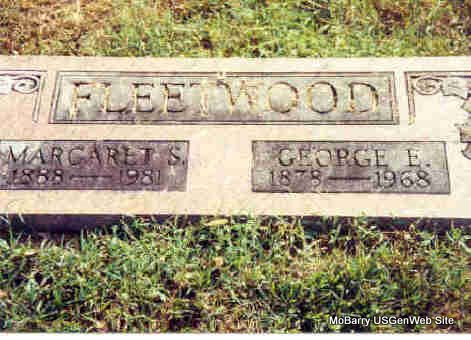 FLEETWOOD
MARGARET S.
1888 — 1981
GEORGE E.
1878 — 1968
MoBarry USGenWeb Site